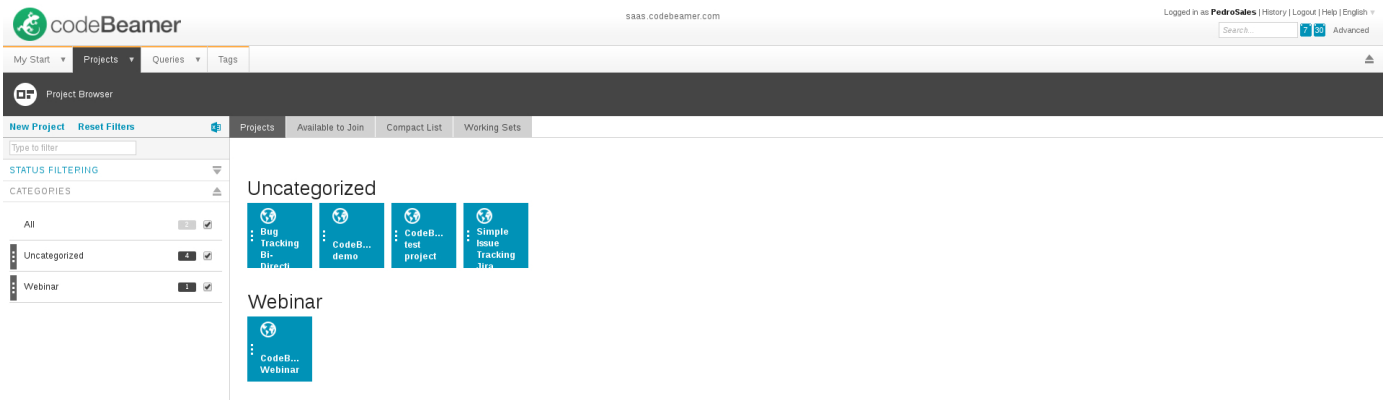 codeBeamer
saas.codebeamer.com
Logged in as PedroSales | History | Logout | Help | English
Search...
7
30
Advanced
My Start
Projects
Queries
Tags
Project Browser
New Project
Reset Filters
Projects
Available to Join
Compact List
Working Sets
Type to filter
STATUS FILTERING
CATEGORIES
All
2
Uncategorized
4
Webinar
1
Uncategorized
Bug
Tracking
Bi-
Directi
CodeB...
demo
CodeB...
test
project
Simple
Issue
Tracking
Jira
Webinar
CodeB...
Webinar